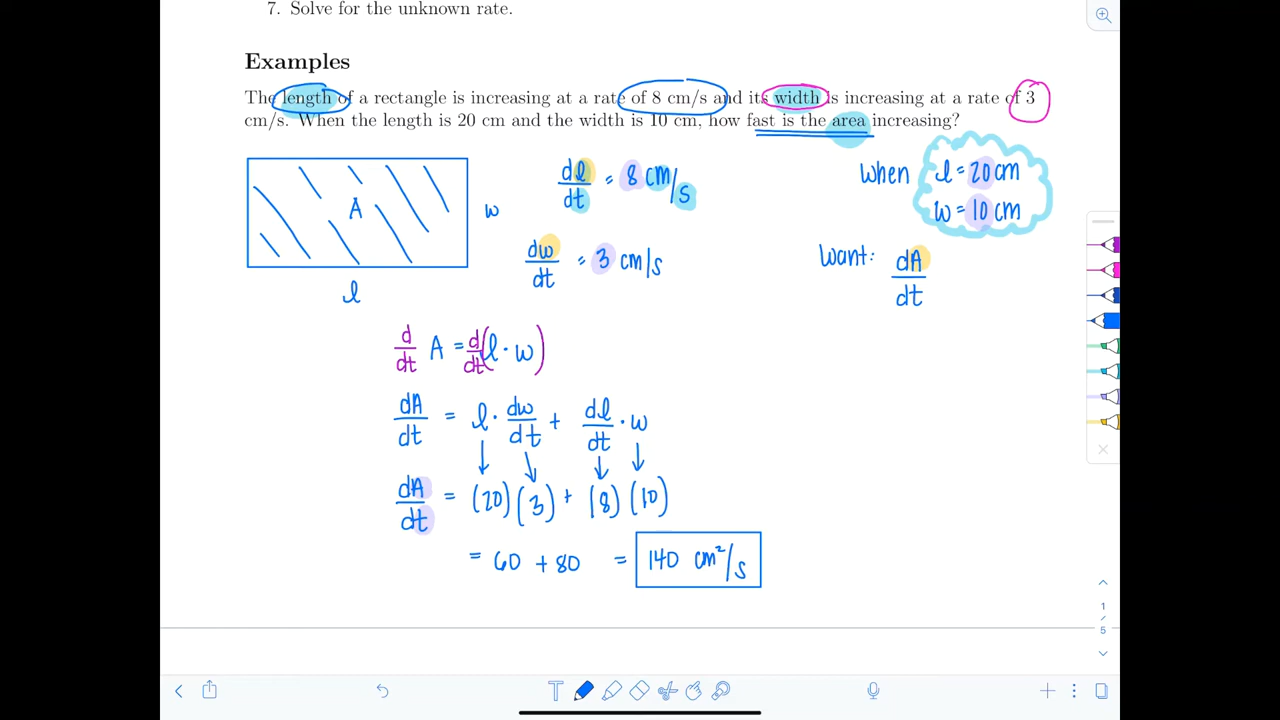 7. Solve for the unknown rate.
Examples
The length of a rectangle is increasing at a rate of 8 cm/s and its width is increasing at a rate of 3
cm/s. When the length is 20 cm and the width is 10 cm, how fast is the area increasing?
A
w
l
dl/dt = 8 cm/s
dw/dt = 3 cm/s
When l = 20 cm
w = 10 cm
Want: dA/dt
d/dt A = d/dt (l · w)
dA/dt = l · dw/dt + dl/dt · w
dA/dt = (20)(3) + (8)(10)
= 60 + 80 = 140 cm²/s
1
/
5
T